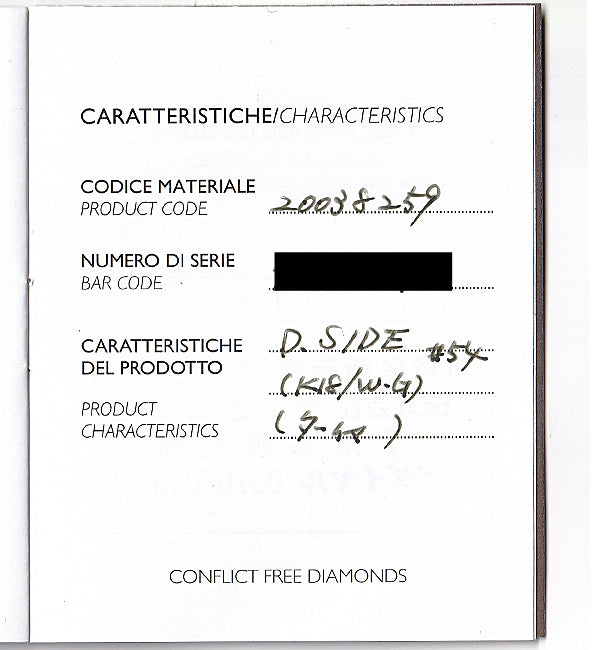 CARATTERISTICHE/CHARACTERISTICS
CODICE MATERIALE
PRODUCT CODE
20038259
NUMERO DI SERIE
BAR CODE
CARATTERISTICHE
DEL PRODOTTO
D. SIDE #54
(K18/W.G)
PRODUCT
CHARACTERISTICS
CONFLICT FREE DIAMONDS